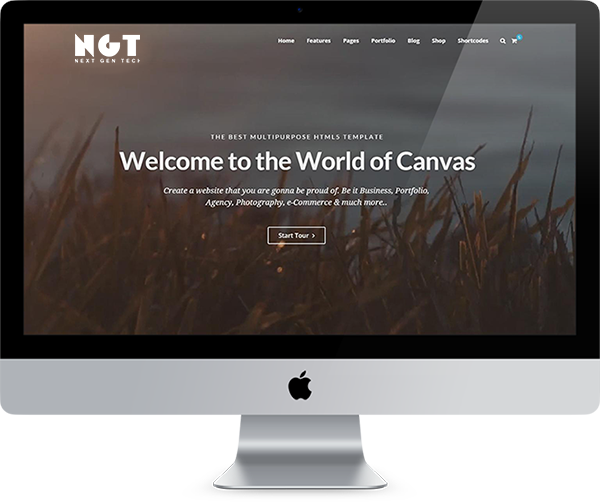 NGT
NEXT GEN TECH
Home Features Pages Portfolio Blog Shop Shortcodes
THE BEST MULTIPURPOSE HTML5 TEMPLATE
Welcome to the World of Canvas
Create a website that you are gonna be proud of. Be it Business, Portfolio,
Agency, Photography, e-Commerce & much more..
Start Tour >